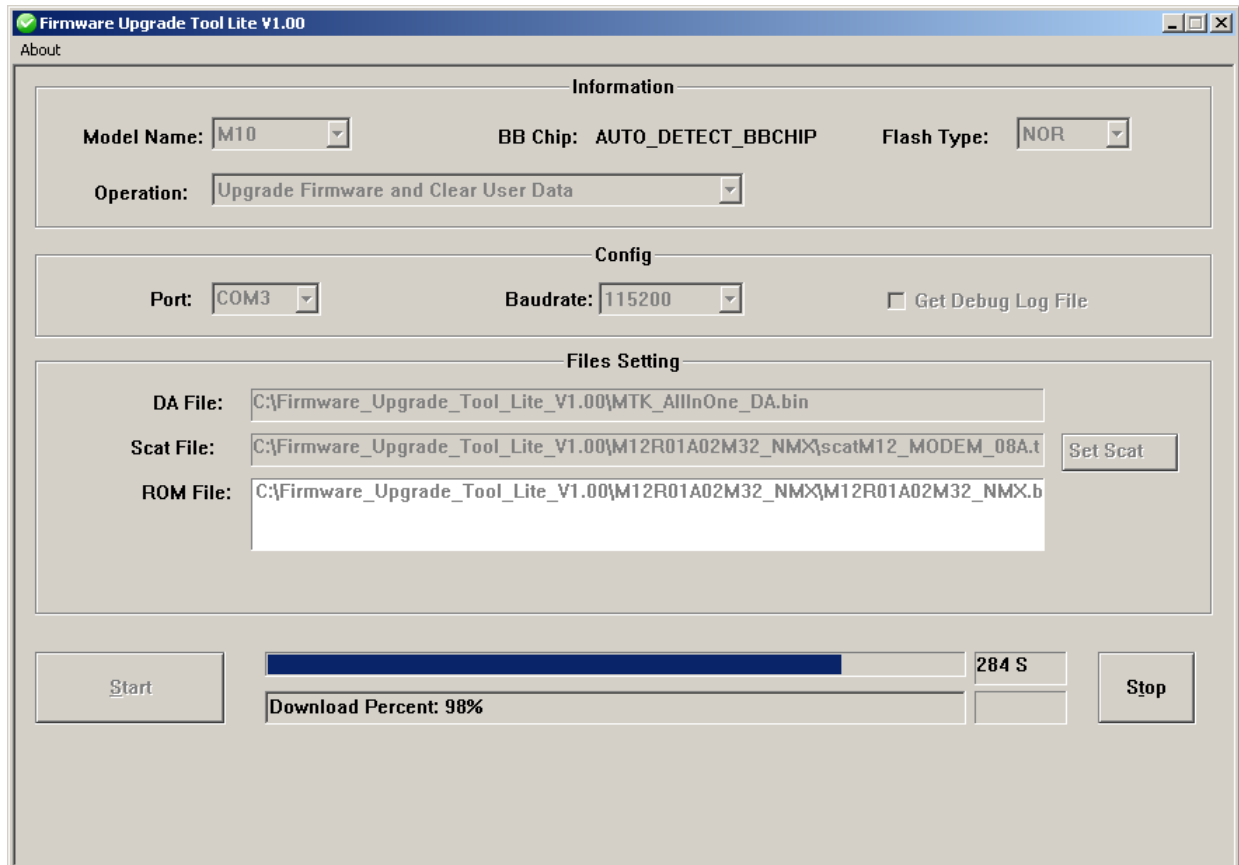 Firmware Upgrade Tool Lite V1.00
About
Information
Model Name: M10 BB Chip: AUTO_DETECT_BBCHIP Flash Type: NOR
Operation: Upgrade Firmware and Clear User Data
Config
Port: COM3 Baudrate: 115200 Get Debug Log File
Files Setting
DA File: C:\Firmware_Upgrade_Tool_Lite_V1.00\MTK_AllInOne_DA.bin
Scat File: C:\Firmware_Upgrade_Tool_Lite_V1.00\M12R01A02M32_NMX\scatM12_MODEM_08A.t Set Scat
ROM File: C:\Firmware_Upgrade_Tool_Lite_V1.00\M12R01A02M32_NMX\M12R01A02M32_NMX.b
Start 284 S Stop
Download Percent: 98%